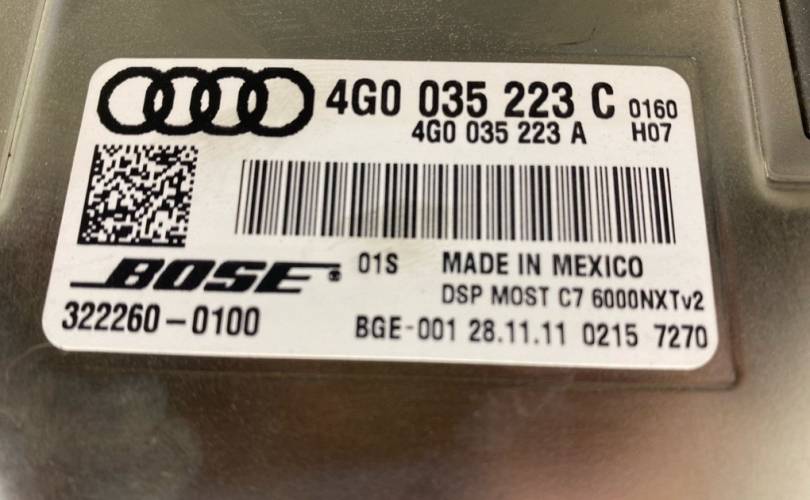 4G0 035 223 C 0160
4G0 035 223 A H07
BOSE® 01S MADE IN MEXICO
DSP MOST C7 6000NXTv2
322260-0100 BGE-001 28.11.11 0215 7270